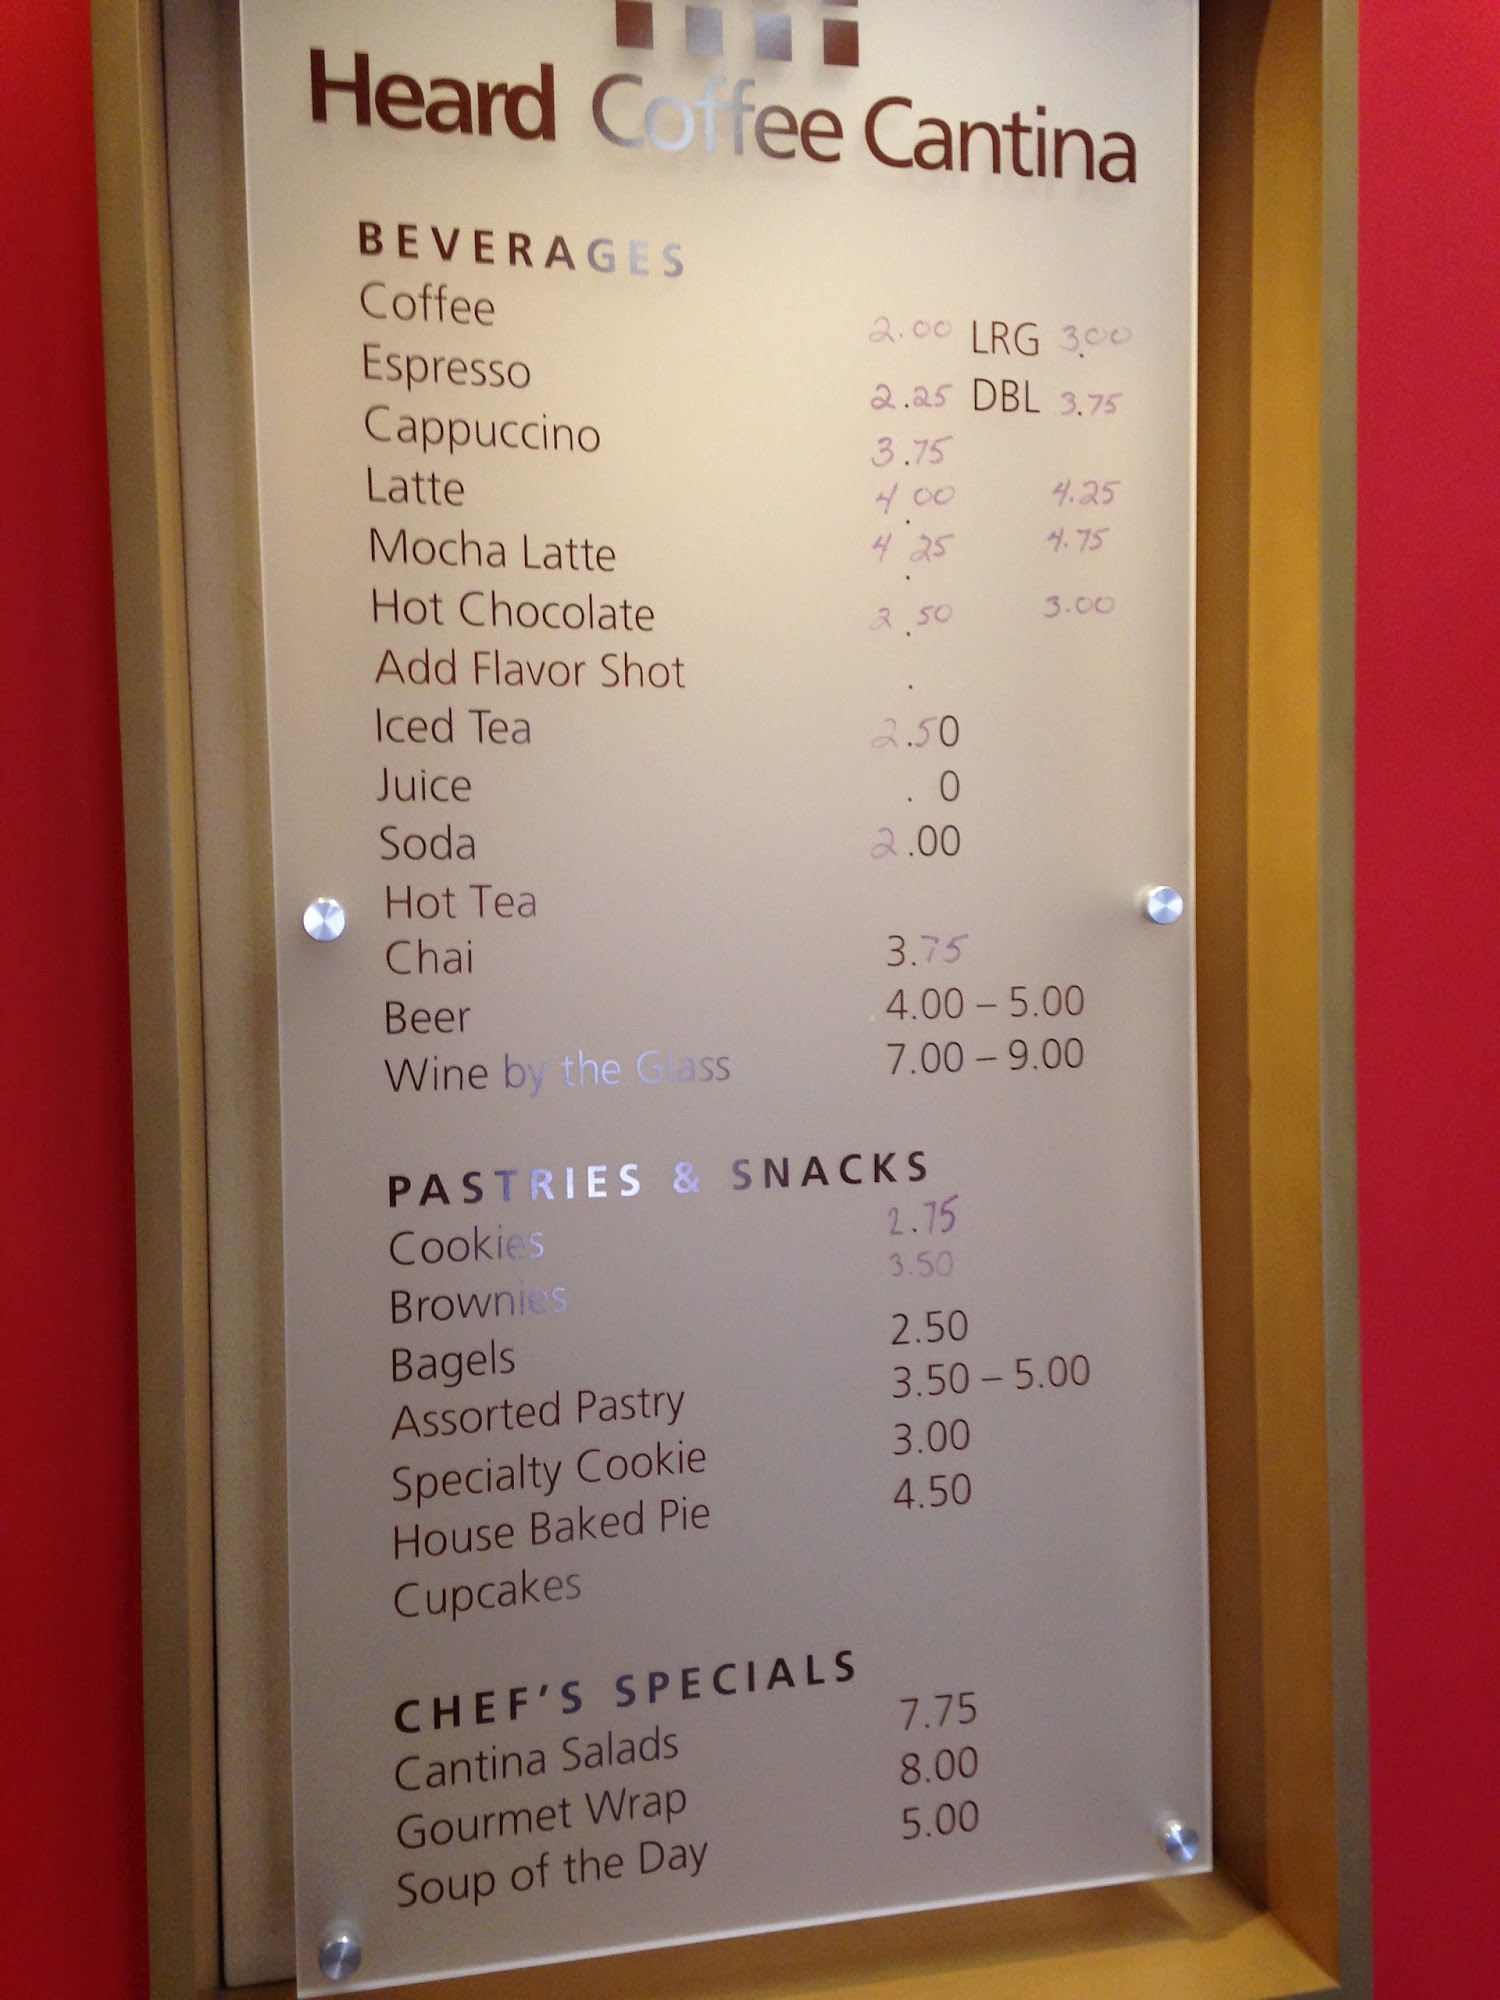 Heard Coffee Cantina
BEVERAGES
Coffee 2.00 LRG 3.00
Espresso 2.25 DBL 3.75
Cappuccino 3.75
Latte 4.00 4.25
Mocha Latte 4.25 4.75
Hot Chocolate 2.50 3.00
Add Flavor Shot .
Iced Tea 2.50
Juice . 0
Soda 2.00
Hot Tea
Chai 3.75
Beer 4.00 – 5.00
Wine by the Glass 7.00 – 9.00
PASTRIES & SNACKS
Cookies 2.75
Brownies 3.50
Bagels 2.50
Assorted Pastry 3.50 – 5.00
Specialty Cookie 3.00
House Baked Pie 4.50
Cupcakes
CHEF'S SPECIALS
Cantina Salads 7.75
Gourmet Wrap 8.00
Soup of the Day 5.00